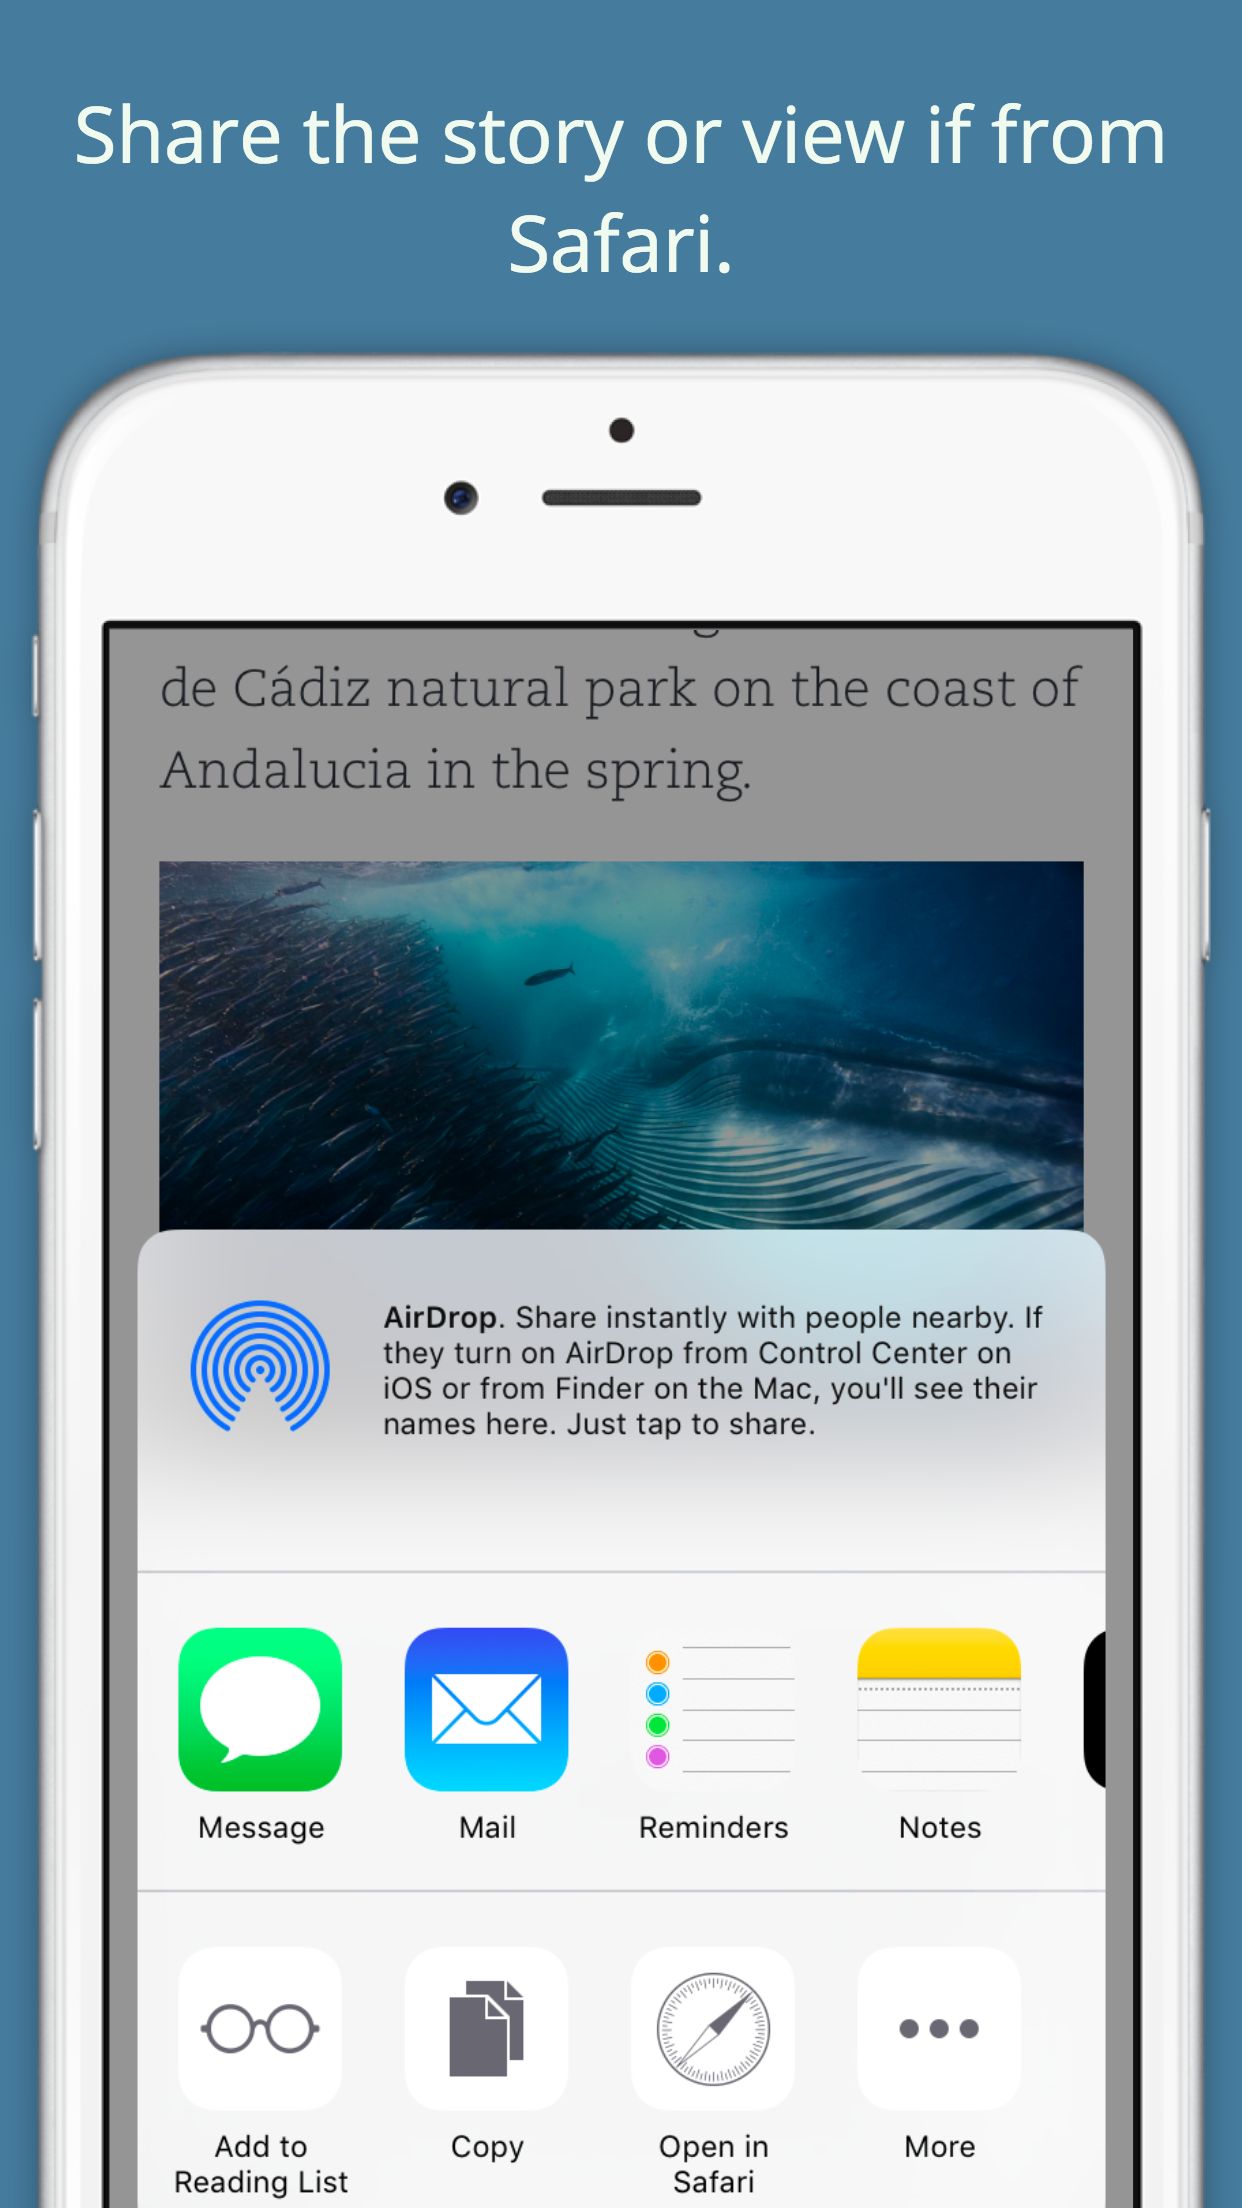 Share the story or view if from
Safari.
de Cádiz natural park on the coast of
Andalucia in the spring.
AirDrop. Share instantly with people nearby. If
they turn on AirDrop from Control Center on
iOS or from Finder on the Mac, you'll see their
names here. Just tap to share.
Message
Mail
Reminders
Notes
Add to
Reading List
Copy
Open in
Safari
More